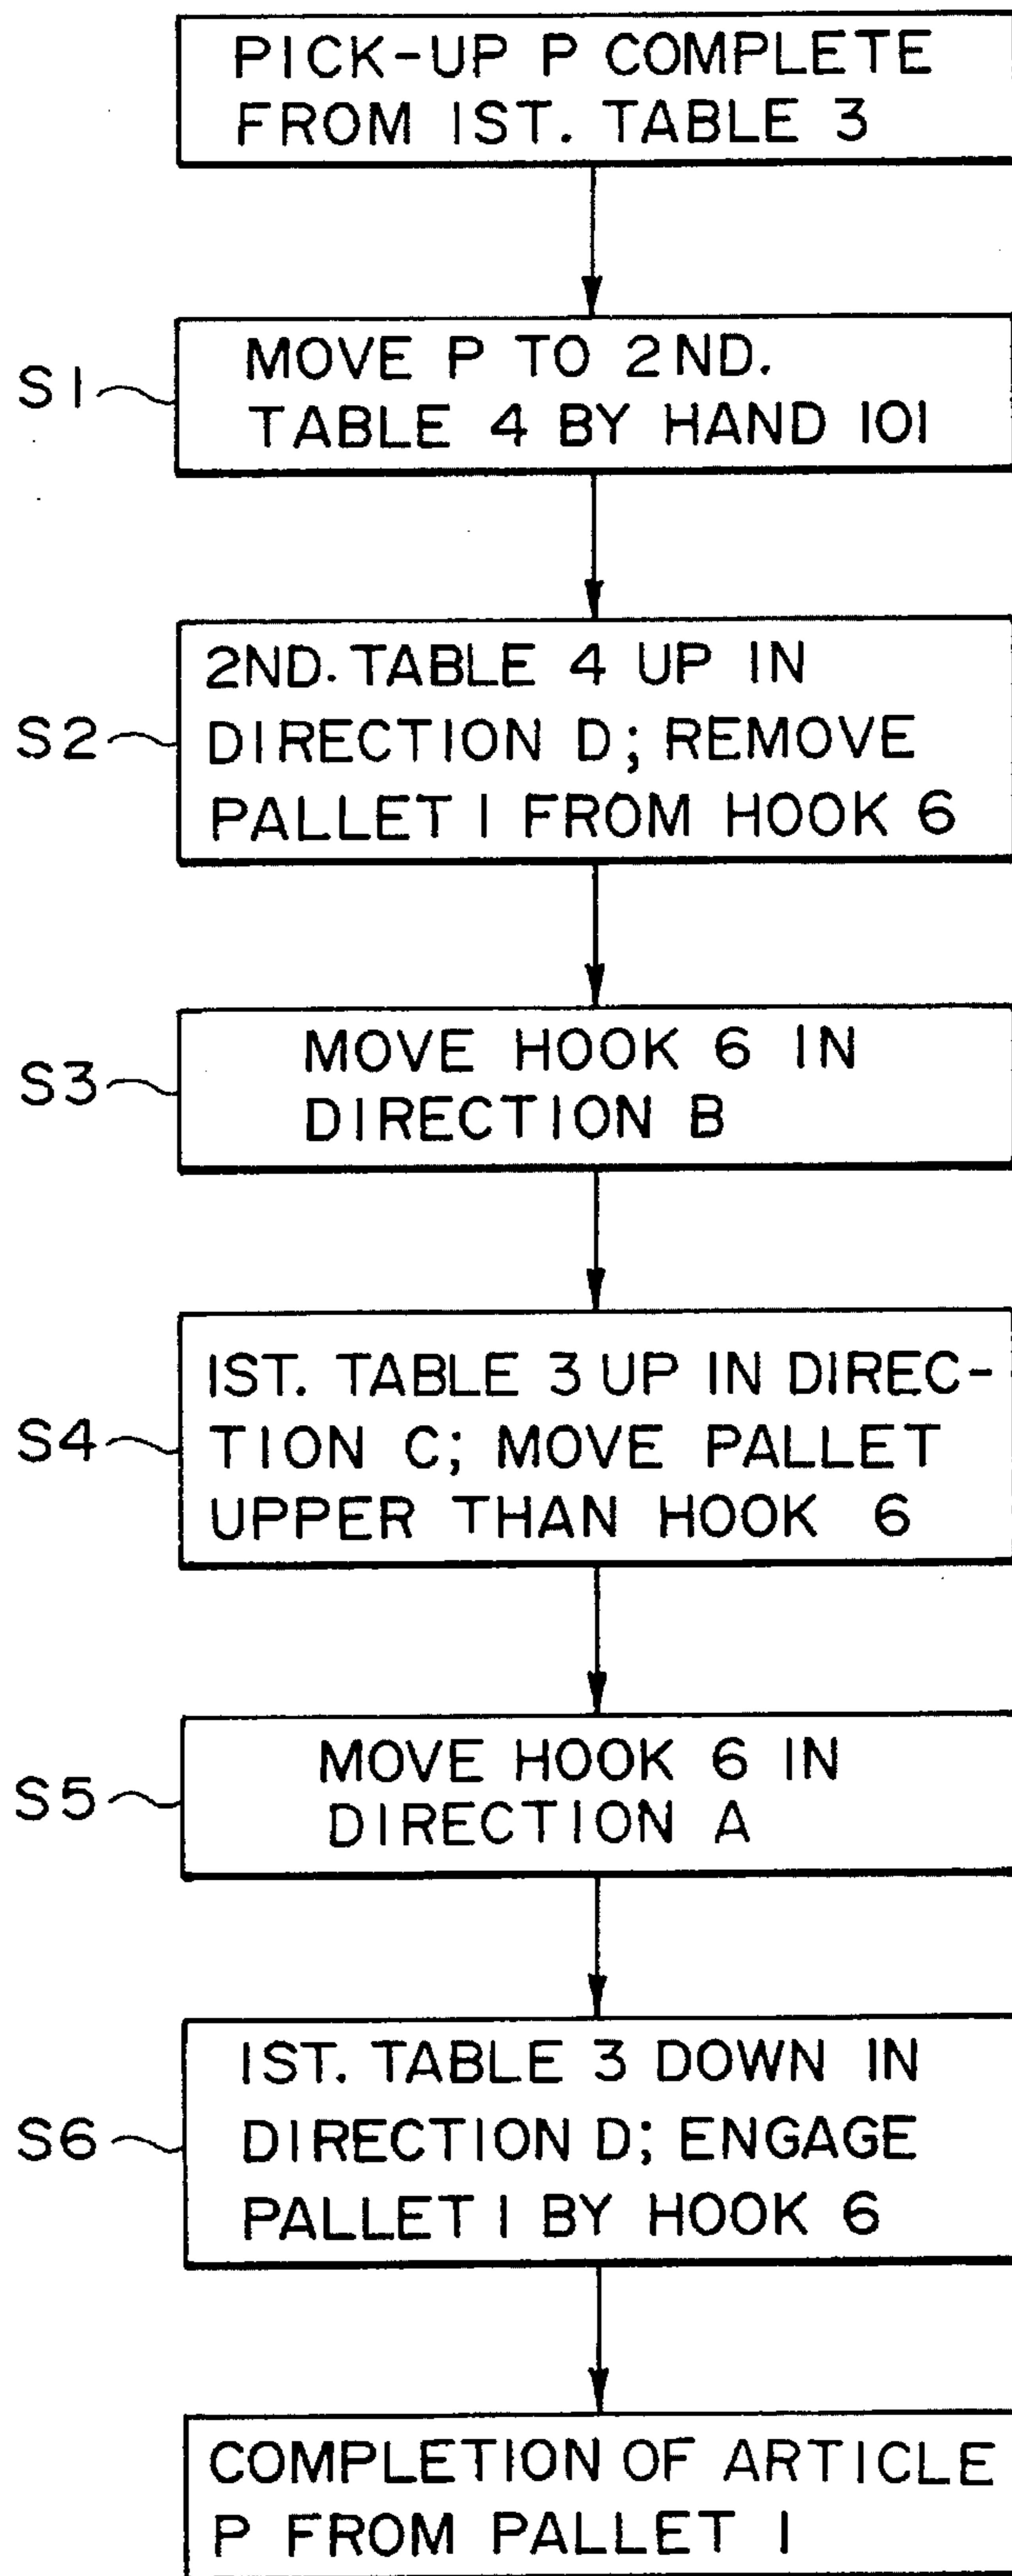 PICK-UP P COMPLETE
FROM 1ST. TABLE 3
S1
MOVE P TO 2ND.
TABLE 4 BY HAND 101
S2
2ND. TABLE 4 UP IN
DIRECTION D; REMOVE
PALLET 1 FROM HOOK 6
S3
MOVE HOOK 6 IN
DIRECTION B
S4
1ST. TABLE 3 UP IN DIREC-
TION C; MOVE PALLET
UPPER THAN HOOK 6
S5
MOVE HOOK 6 IN
DIRECTION A
S6
1ST. TABLE 3 DOWN IN
DIRECTION D; ENGAGE
PALLET 1 BY HOOK 6
COMPLETION OF ARTICLE
P FROM PALLET 1